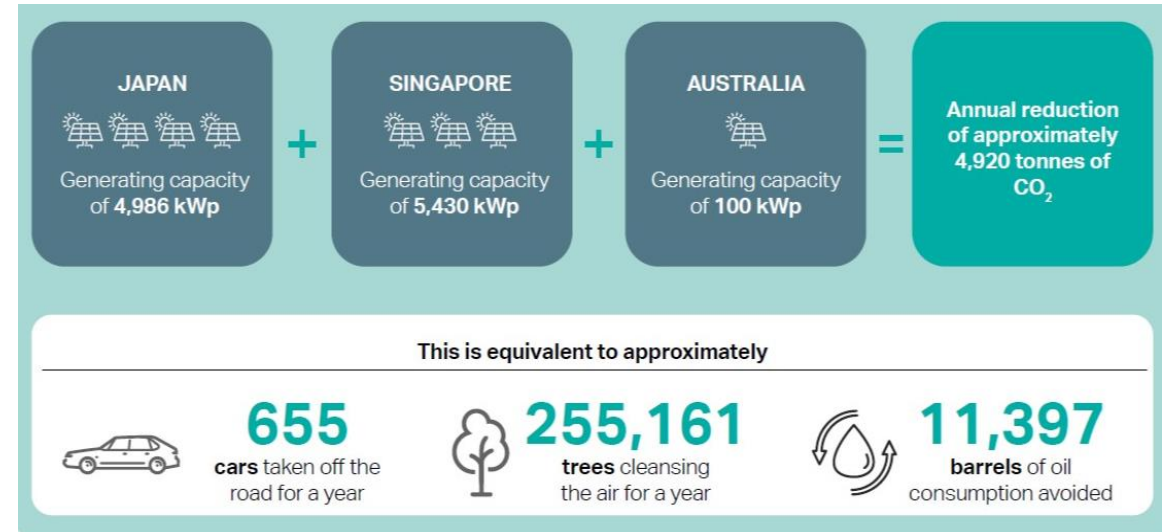 JAPAN
Generating capacity
of 4,986 kWp
+
SINGAPORE
Generating capacity
of 5,430 kWp
+
AUSTRALIA
Generating capacity
of 100 kWp
=
Annual reduction
of approximately
4,920 tonnes of
CO₂
This is equivalent to approximately
655
cars taken off the
road for a year
255,161
trees cleansing
the air for a year
11,397
barrels of oil
consumption avoided